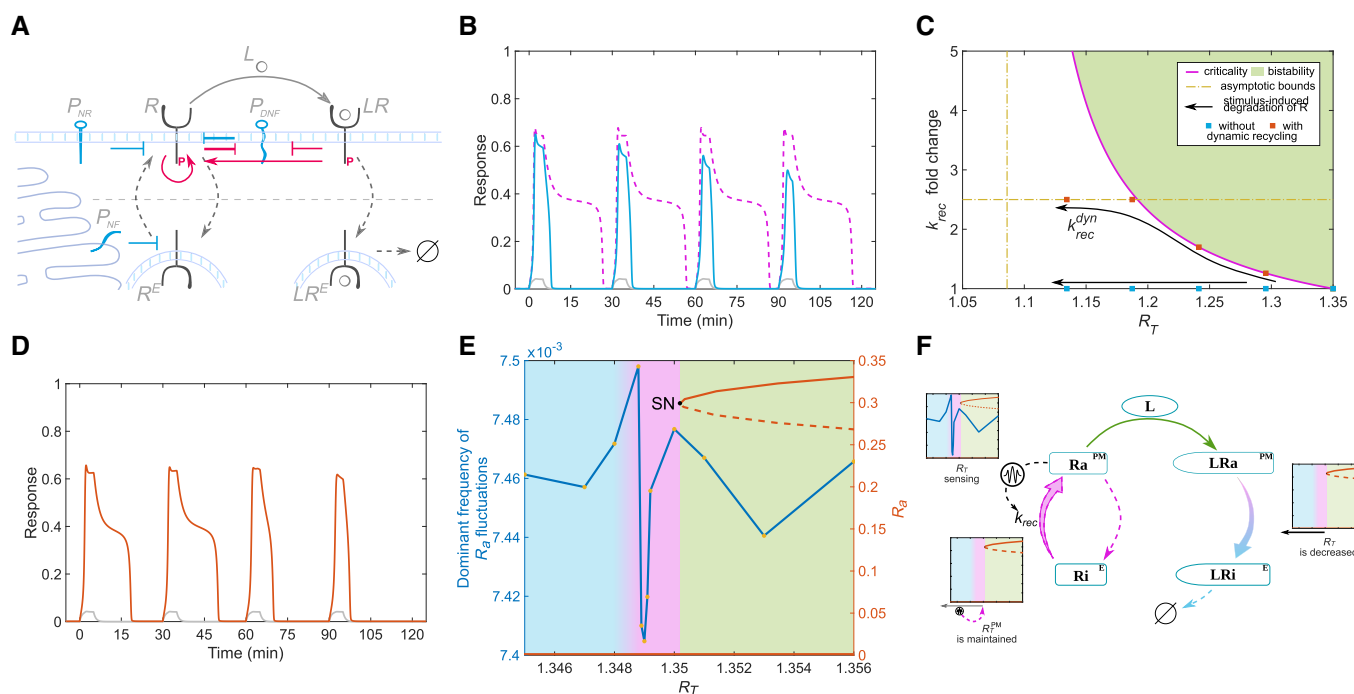 A
L
P_NR
R
P_DNF
LR
P
P
P_NF
R^E
LR^E
∅
B
Response
1
0.8
0.6
0.4
0.2
0
0 15 30 45 60 75 90 105 120
Time (min)
C
k_rec fold change
5
4
3
2
1
criticality bistability
asymptotic bounds
stimulus-induced
degradation of R
without with
dynamic recycling
k_rec^dyn
1.05 1.1 1.15 1.2 1.25 1.3 1.35
R_T
D
Response
1
0.8
0.6
0.4
0.2
0
0 15 30 45 60 75 90 105 120
Time (min)
E
×10^-3
7.5
7.48
7.46
7.44
7.42
7.4
Dominant frequency of
R_a fluctuations
SN
0.35
0.3
0.25
0.2
0.15
0.1
0.05
0
R_a
1.346 1.348 1.35 1.352 1.354 1.356
R_T
F
L
R_T
sensing
Ra^PM
LRa^PM
k_rec
R_T
is decreased
Ri^E
LRi^E
R_T^PM
is maintained
∅